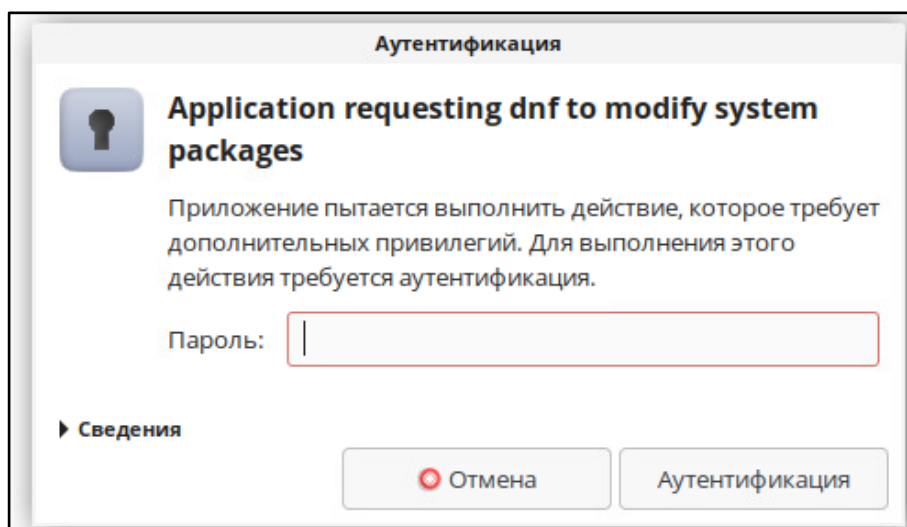 Аутентификация
Application requesting dnf to modify system
packages
Приложение пытается выполнить действие, которое требует
дополнительных привилегий. Для выполнения этого
действия требуется аутентификация.
Пароль:
Сведения
Отмена
Аутентификация